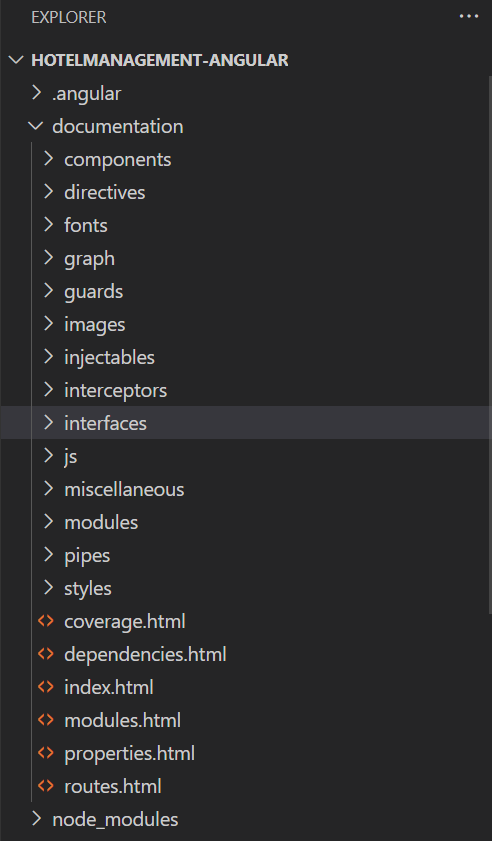 EXPLORER
HOTELMANAGEMENT-ANGULAR
.angular
documentation
components
directives
fonts
graph
guards
images
injectables
interceptors
interfaces
js
miscellaneous
modules
pipes
styles
coverage.html
dependencies.html
index.html
modules.html
properties.html
routes.html
node_modules